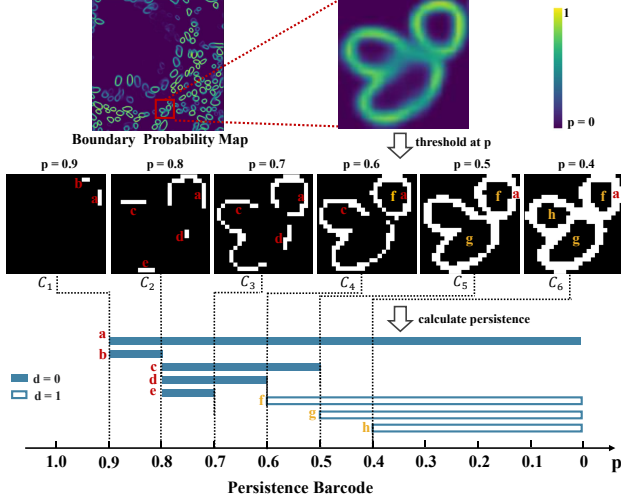 1
p = 0
Boundary Probability Map
threshold at p
p = 0.9 p = 0.8 p = 0.7 p = 0.6 p = 0.5 p = 0.4
b a
a c e
c a d
f a c
f a g
f a h g
C₁ C₂ C₃ C₄ C₅ C₆
calculate persistence
a
b
c
d
e
f
g
h
d = 0
d = 1
1.0 0.9 0.8 0.7 0.6 0.5 0.4 0.3 0.2 0.1 0 p
Persistence Barcode